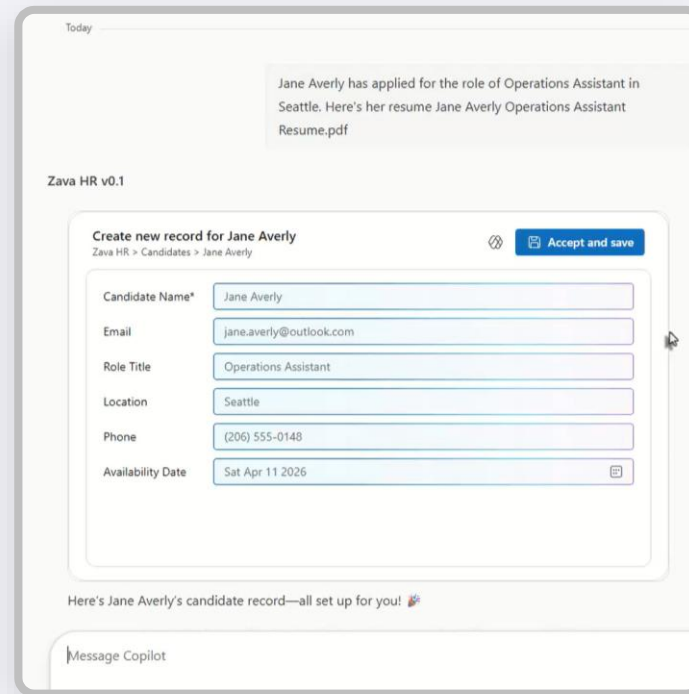 Today
Jane Averly has applied for the role of Operations Assistant in
Seattle. Here's her resume Jane Averly Operations Assistant
Resume.pdf
Zava HR v0.1
Create new record for Jane Averly
Zava HR > Candidates > Jane Averly
Accept and save
Candidate Name* Jane Averly
Email jane.averly@outlook.com
Role Title Operations Assistant
Location Seattle
Phone (206) 555-0148
Availability Date Sat Apr 11 2026
Here's Jane Averly's candidate record—all set up for you! 🎉
Message Copilot